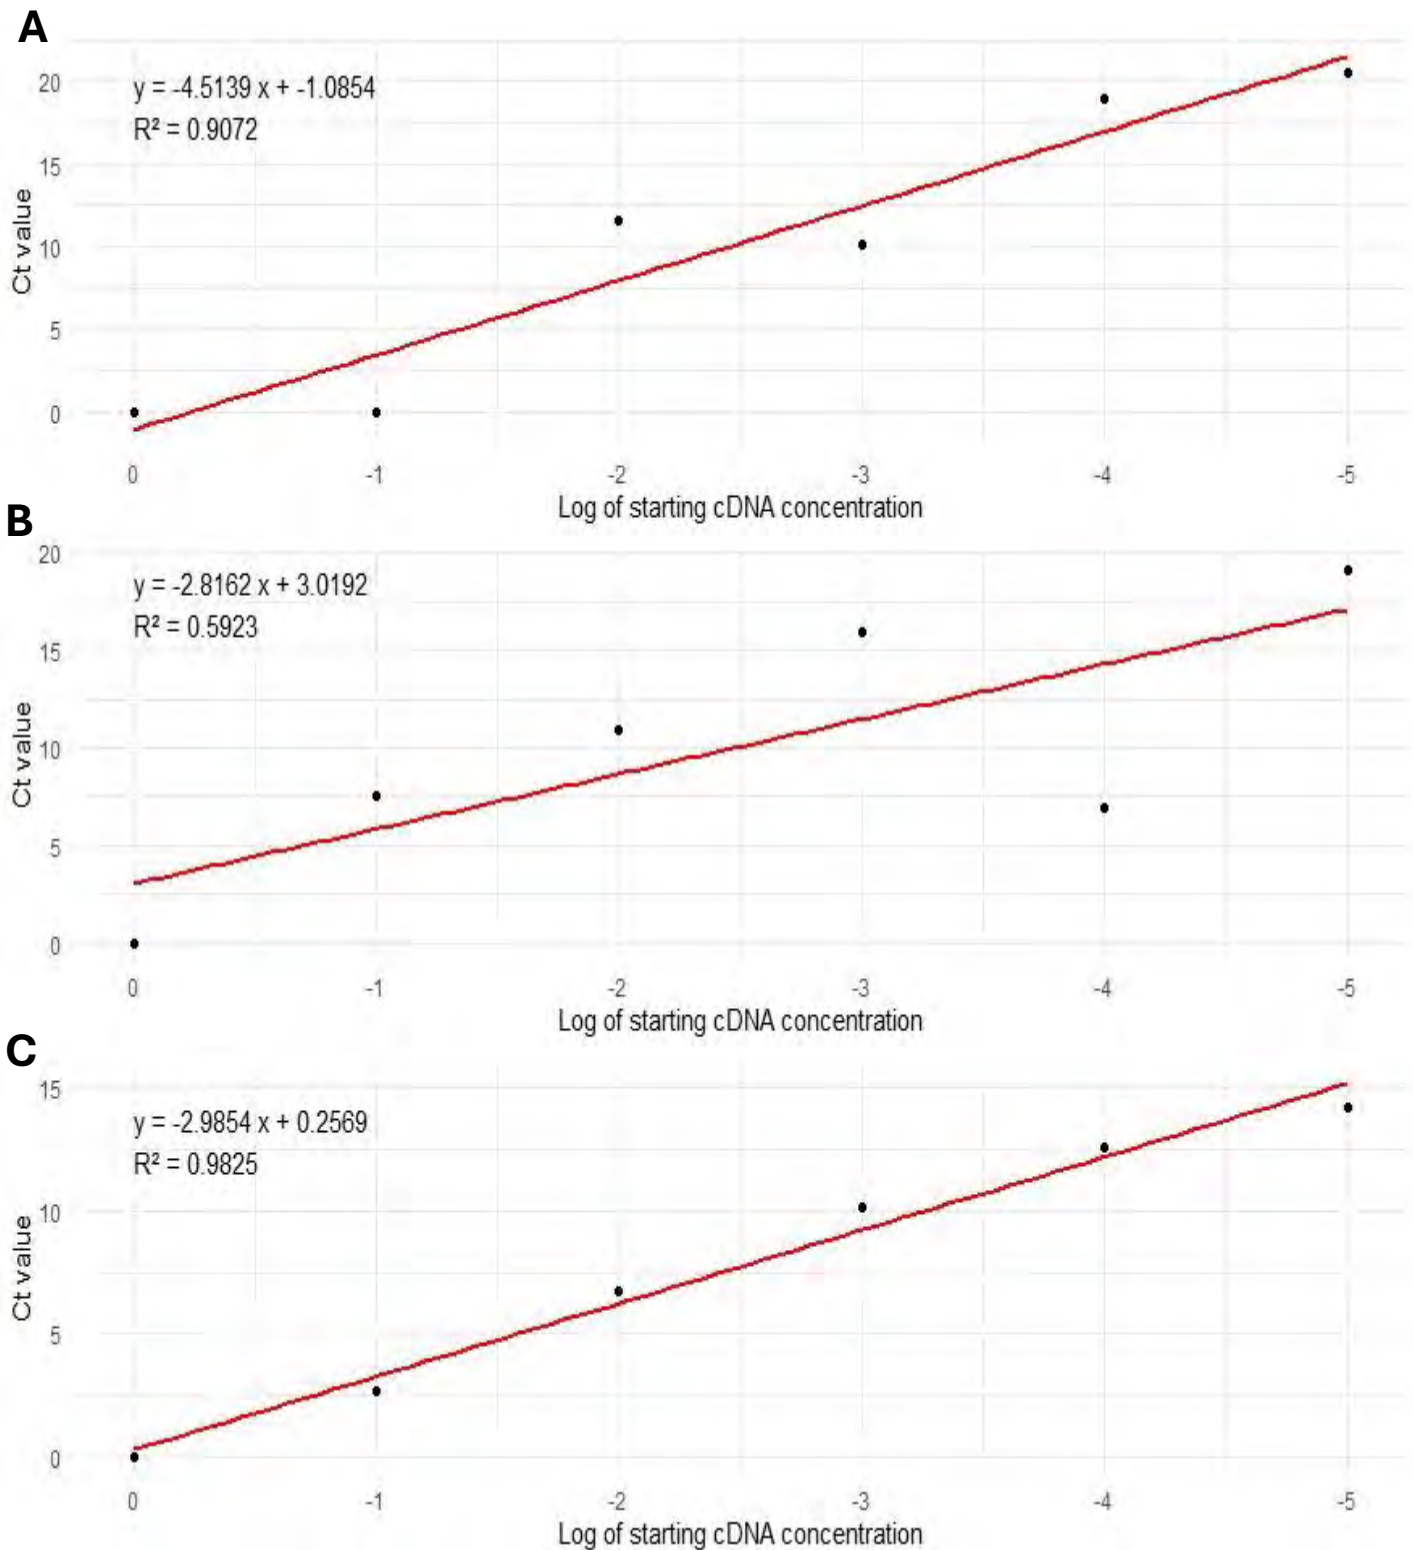 A
y = -4.5139 x + -1.0854
R² = 0.9072
20
15
10
5
0
Ct value
0 -1 -2 -3 -4 -5
Log of starting cDNA concentration
B
y = -2.8162 x + 3.0192
R² = 0.5923
20
15
10
5
0
Ct value
0 -1 -2 -3 -4 -5
Log of starting cDNA concentration
C
y = -2.9854 x + 0.2569
R² = 0.9825
15
10
5
0
Ct value
0 -1 -2 -3 -4 -5
Log of starting cDNA concentration